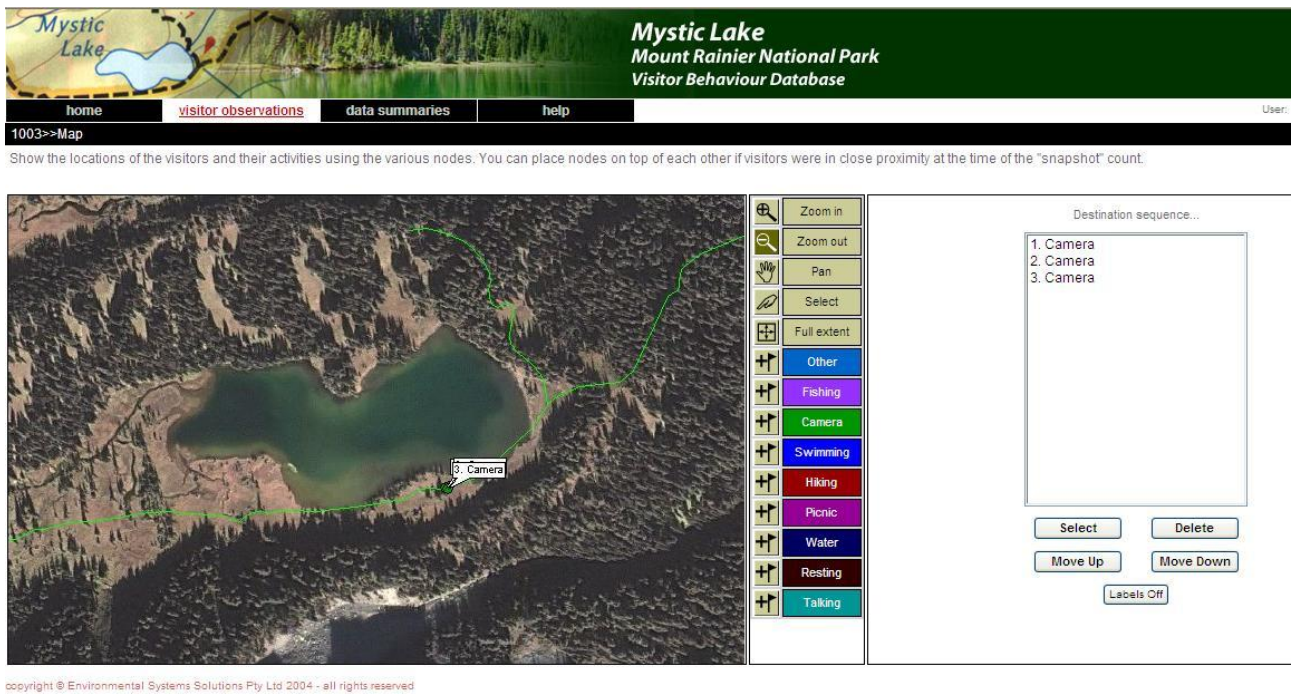 Mystic
Lake
Mystic Lake
Mount Rainier National Park
Visitor Behaviour Database
home visitor observations data summaries help User:
1003>>Map
Show the locations of the visitors and their activities using the various nodes. You can place nodes on top of each other if visitors were in close proximity at the time of the "snapshot" count.
3. Camera
Zoom in
Zoom out
Pan
Select
Full extent
Other
Fishing
Camera
Swimming
Hiking
Picnic
Water
Resting
Talking
Destination sequence...
1. Camera
2. Camera
3. Camera
Select Delete
Move Up Move Down
Labels Off
copyright © Environmental Systems Solutions Pty Ltd 2004 - all rights reserved